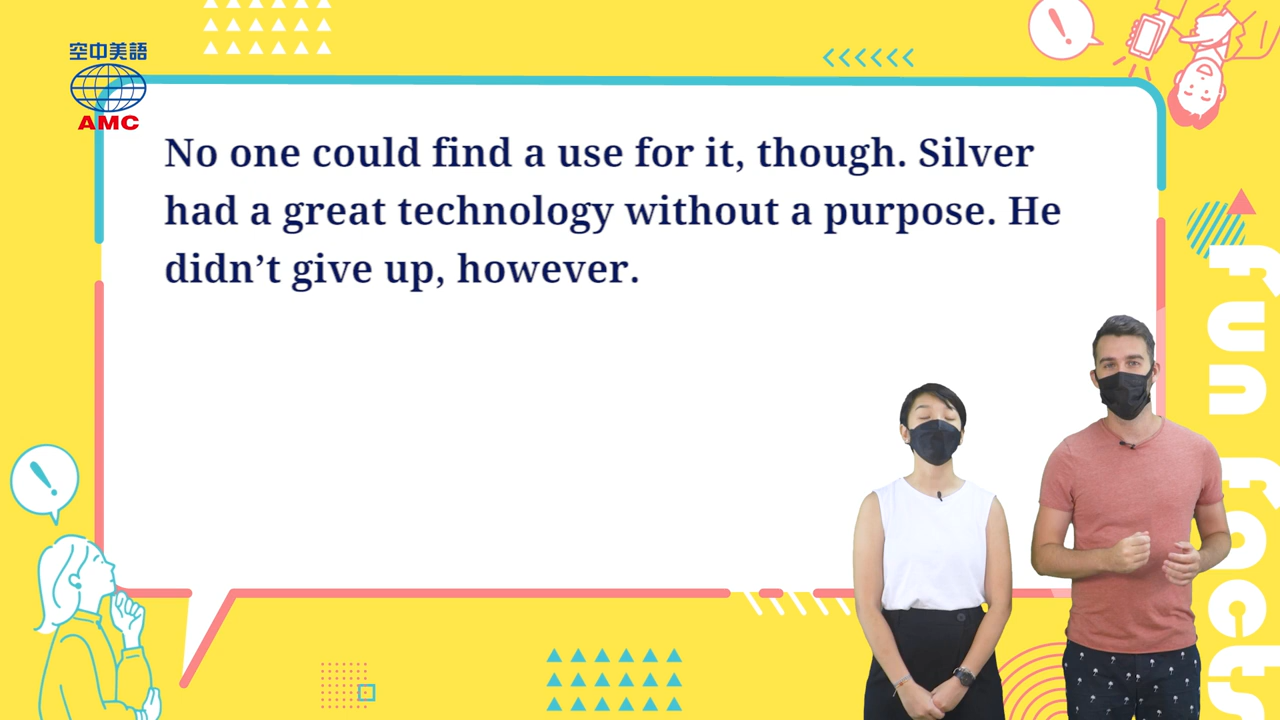 空中美語
AMC
No one could find a use for it, though. Silver
had a great technology without a purpose. He
didn’t give up, however.
fun facts